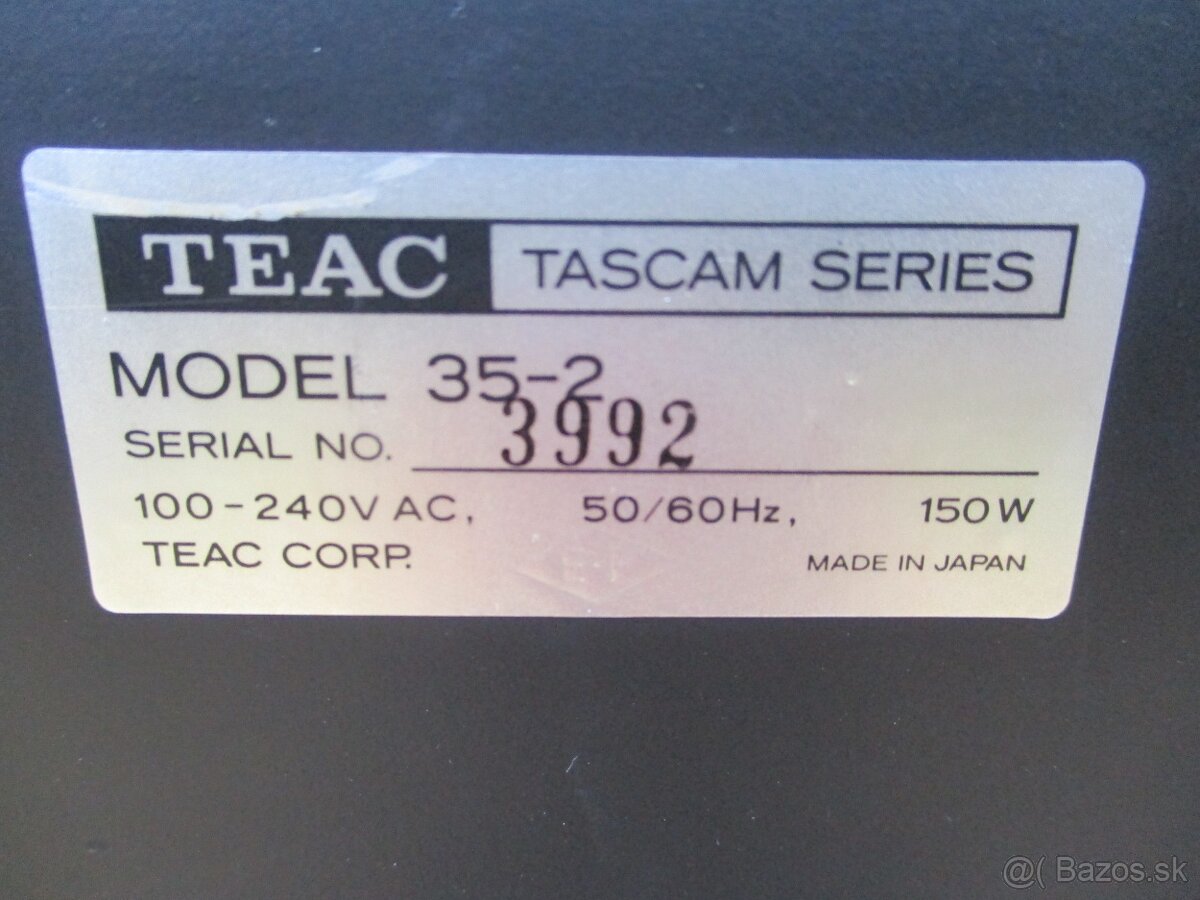 TEAC TASCAM SERIES
MODEL 35-2
SERIAL NO. 3992
100-240V AC, 50/60Hz, 150W
TEAC CORP. MADE IN JAPAN
@( Bazos.sk